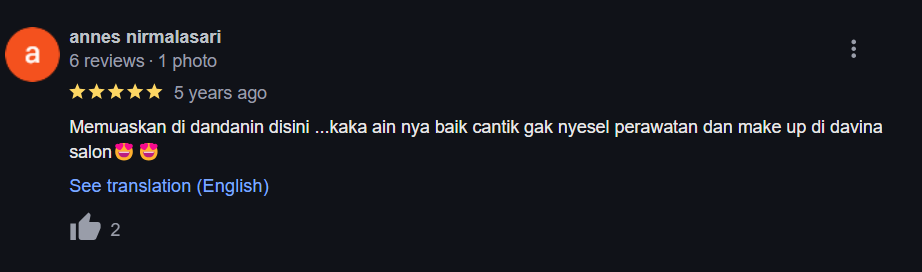 a
annes nirmalasari
6 reviews · 1 photo
5 years ago
Memuaskan di dandanin disini ...kaka ain nya baik cantik gak nyesel perawatan dan make up di davina
salon😍😍
See translation (English)
2